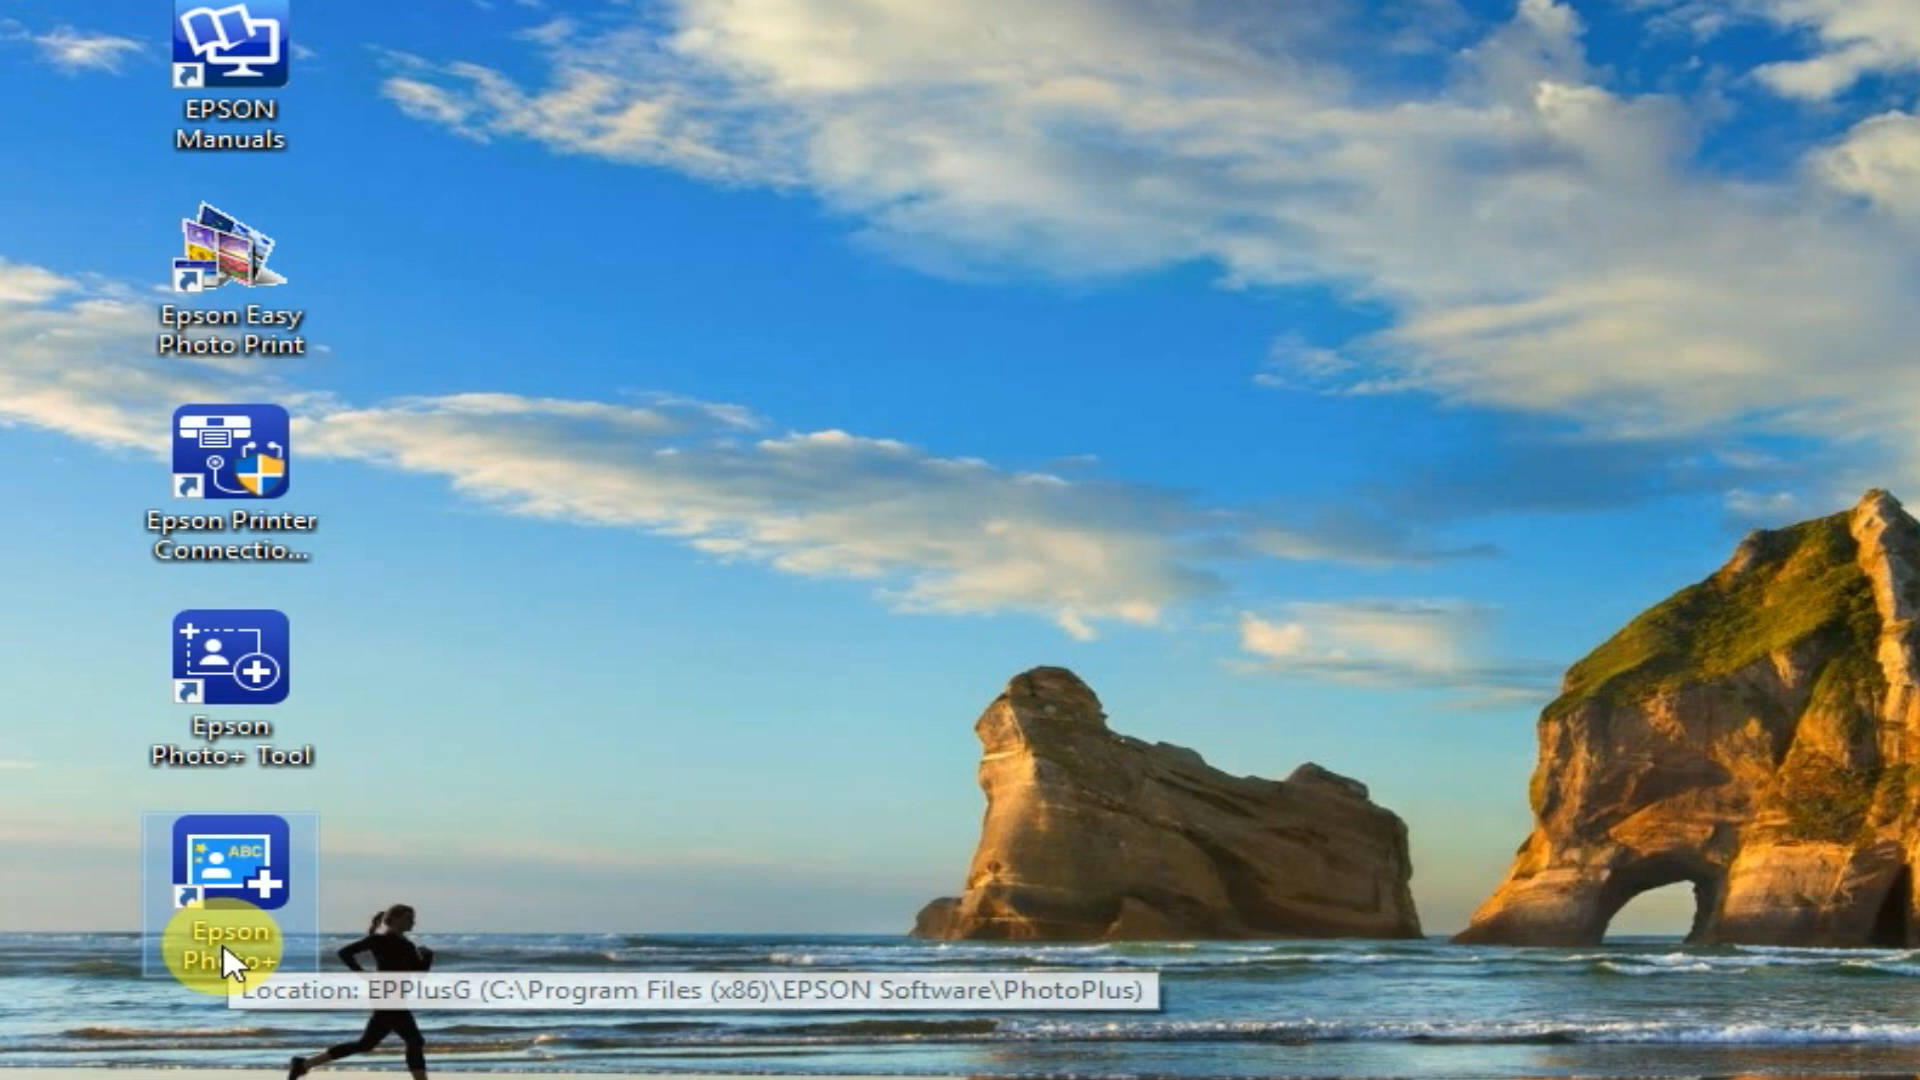 EPSON
Manuals
Epson Easy
Photo Print
Epson Printer
Connectio...
Epson
Photo+ Tool
ABC
Epson
Photo+
Location: EPPlusG (C:\Program Files (x86)\EPSON Software\PhotoPlus)